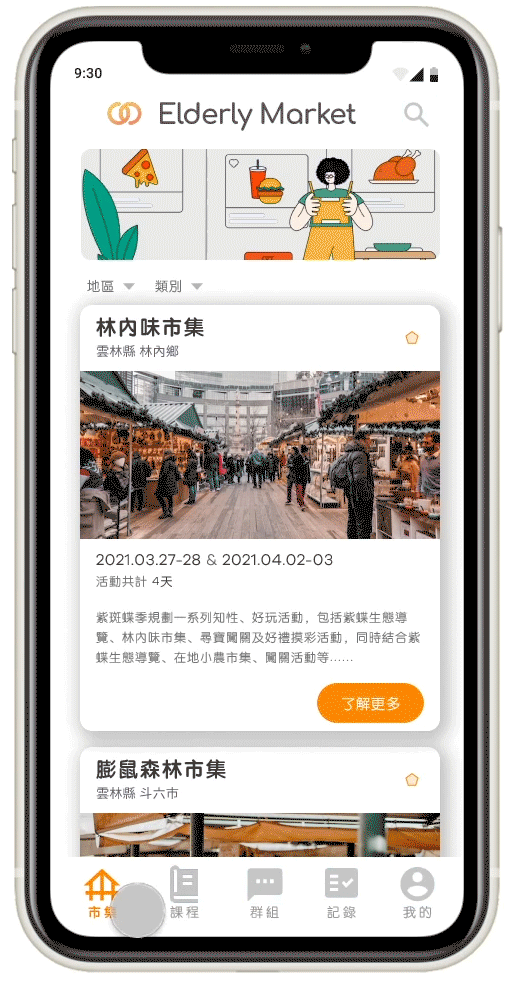 9:30
Elderly Market
地區 類別
林內味市集
雲林縣 林內鄉
2021.03.27-28 & 2021.04.02-03
活動共計 4天
紫斑蝶季規劃一系列知性、好玩活動，包括紫蝶生態導
覽、林內味市集、尋寶闖關及好禮摸彩活動，同時結合紫
蝶生態導覽、在地小農市集、闖關活動等……
了解更多
膨鼠森林市集
雲林縣 斗六市
市集 課程 群組 記錄 我的